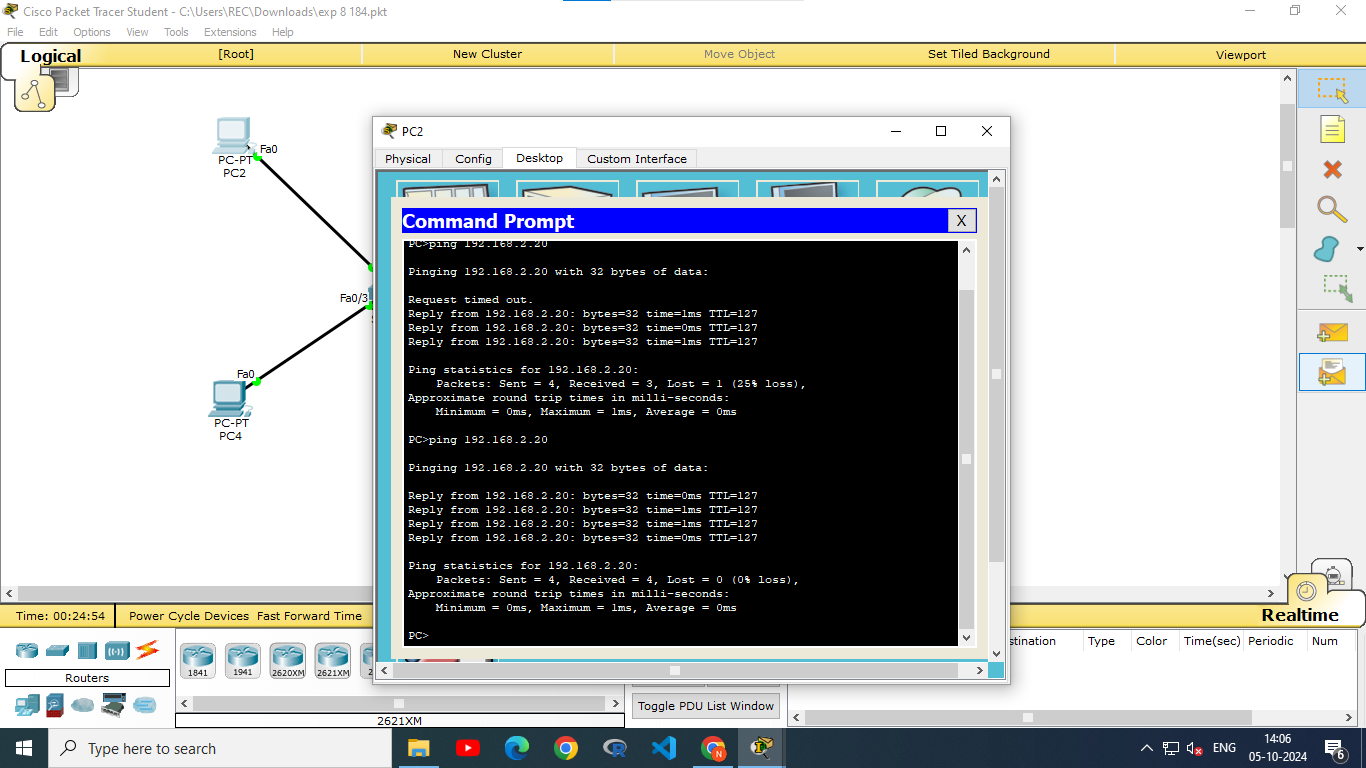 Cisco Packet Tracer Student - C:\Users\REC\Downloads\exp 8 184.pkt
File Edit Options View Tools Extensions Help
Logical [Root] New Cluster Move Object Set Tiled Background Viewport
Fa0
PC-PT
PC2
Fa0/3
Fa0
PC-PT
PC4
PC2
Physical Config Desktop Custom Interface
Command Prompt X
PC>ping 192.168.2.20
Pinging 192.168.2.20 with 32 bytes of data:
Request timed out.
Reply from 192.168.2.20: bytes=32 time=1ms TTL=127
Reply from 192.168.2.20: bytes=32 time=0ms TTL=127
Reply from 192.168.2.20: bytes=32 time=1ms TTL=127
Ping statistics for 192.168.2.20:
Packets: Sent = 4, Received = 3, Lost = 1 (25% loss),
Approximate round trip times in milli-seconds:
Minimum = 0ms, Maximum = 1ms, Average = 0ms
PC>ping 192.168.2.20
Pinging 192.168.2.20 with 32 bytes of data:
Reply from 192.168.2.20: bytes=32 time=0ms TTL=127
Reply from 192.168.2.20: bytes=32 time=1ms TTL=127
Reply from 192.168.2.20: bytes=32 time=1ms TTL=127
Reply from 192.168.2.20: bytes=32 time=0ms TTL=127
Ping statistics for 192.168.2.20:
Packets: Sent = 4, Received = 4, Lost = 0 (0% loss),
Approximate round trip times in milli-seconds:
Minimum = 0ms, Maximum = 1ms, Average = 0ms
PC>
Time: 00:24:54 Power Cycle Devices Fast Forward Time Realtime
Routers
1841 1941 2620XM 2621XM
2621XM
Toggle PDU List Window
stination Type Color Time(sec) Periodic Num
Type here to search
ENG
14:06
05-10-2024
6